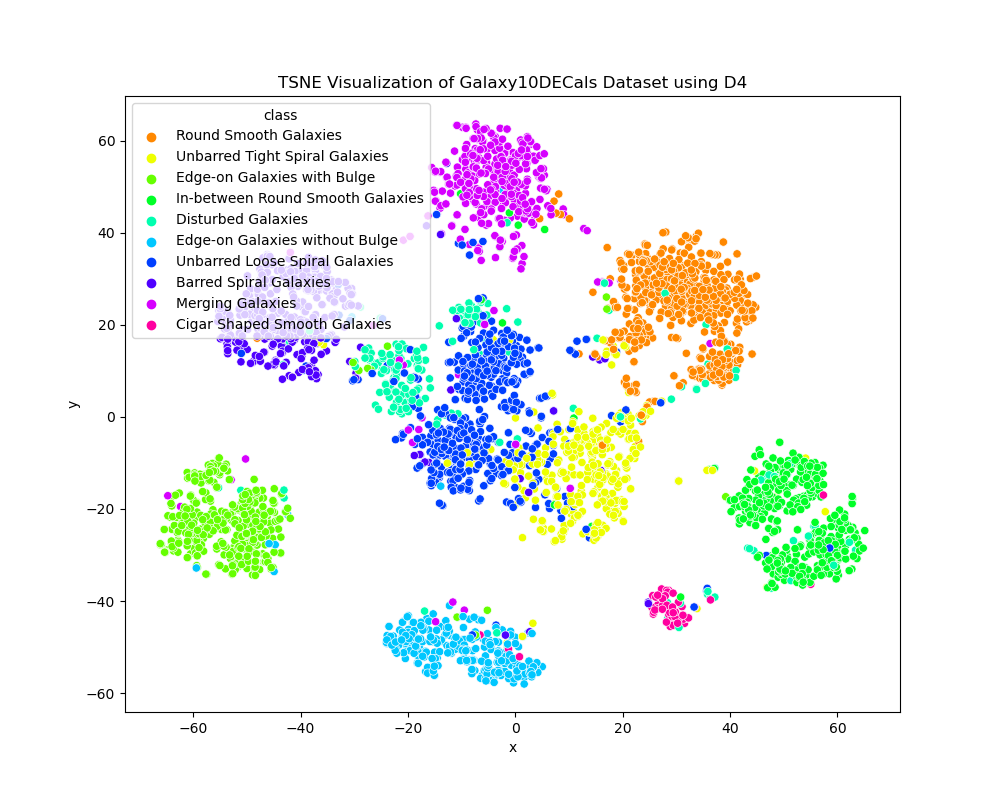 TSNE Visualization of Galaxy10DECals Dataset using D4
class
Round Smooth Galaxies
Unbarred Tight Spiral Galaxies
Edge-on Galaxies with Bulge
In-between Round Smooth Galaxies
Disturbed Galaxies
Edge-on Galaxies without Bulge
Unbarred Loose Spiral Galaxies
Barred Spiral Galaxies
Merging Galaxies
Cigar Shaped Smooth Galaxies
y
60
40
20
0
−20
−40
−60
−60 −40 −20 0 20 40 60
x